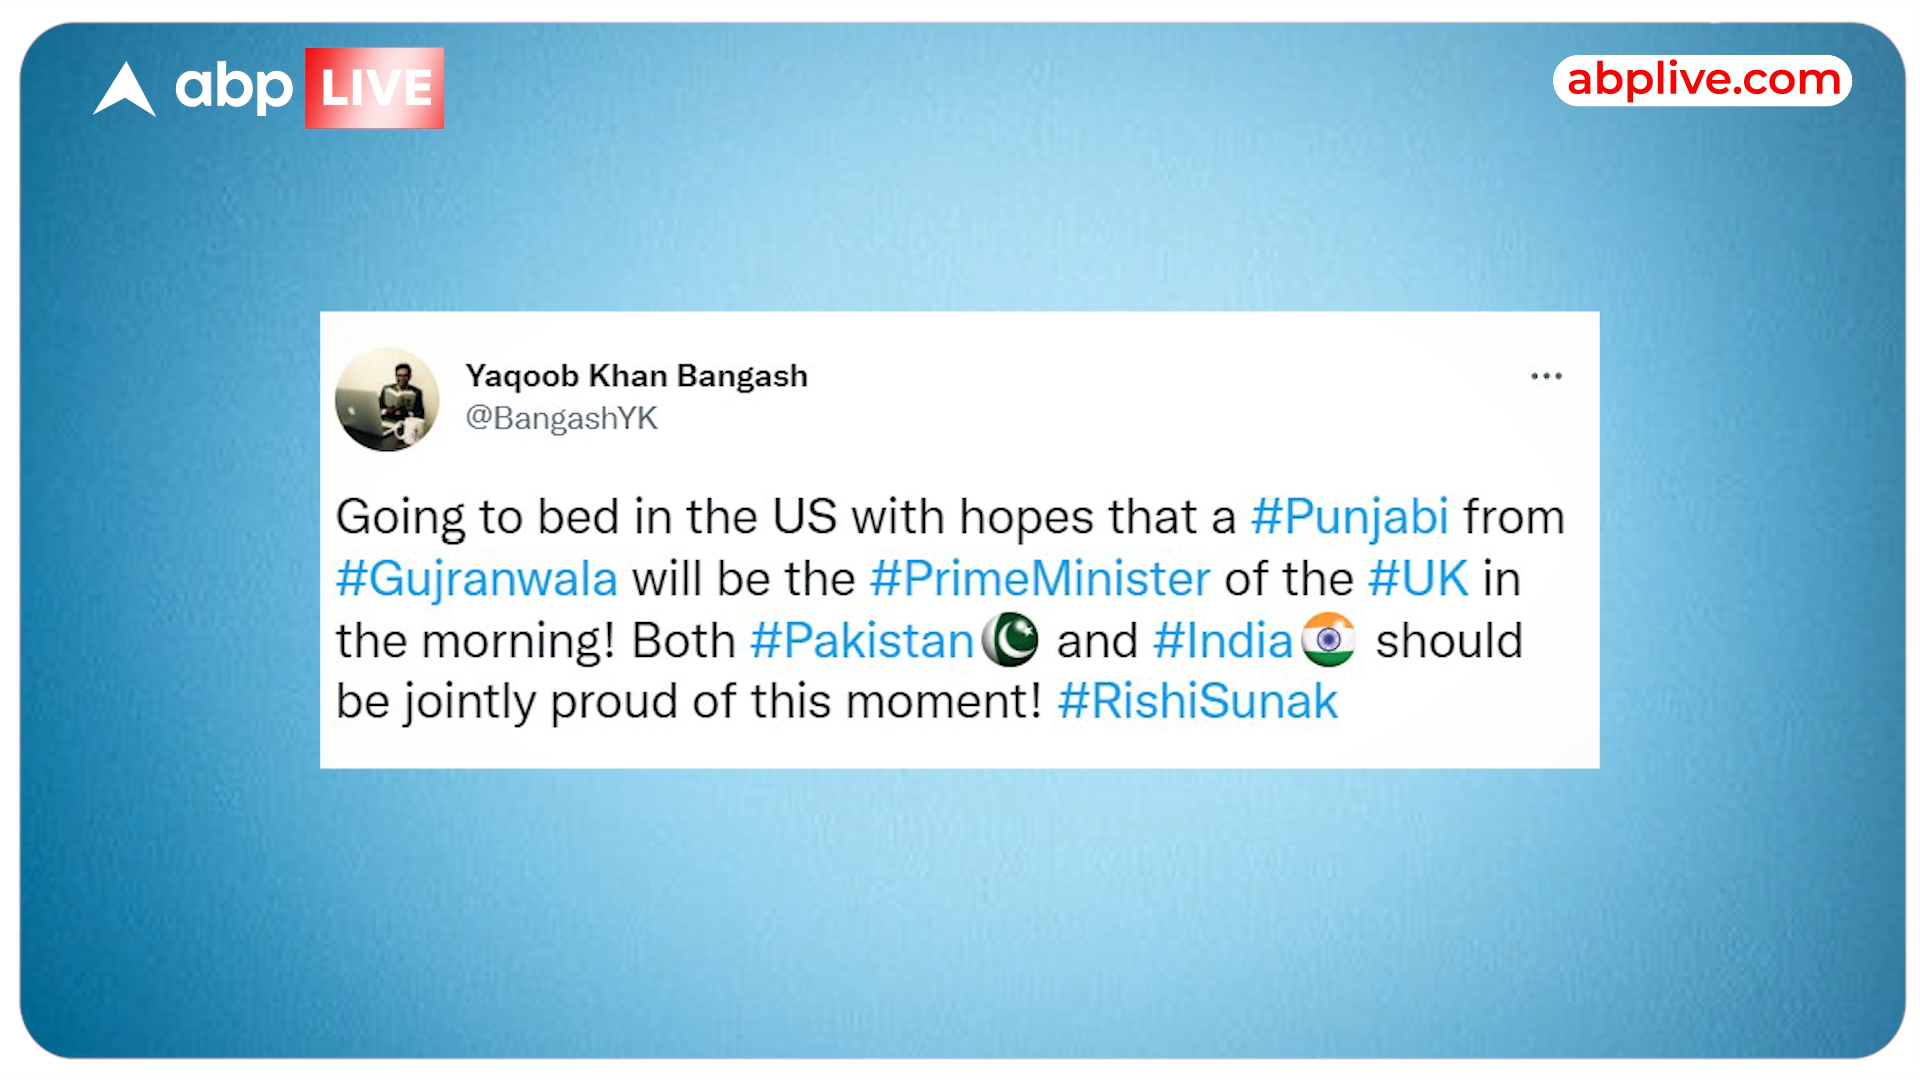 abp LIVE
abplive.com
Yaqoob Khan Bangash
@BangashYK
Going to bed in the US with hopes that a #Punjabi from
#Gujranwala will be the #PrimeMinister of the #UK in
the morning! Both #Pakistan and #India should
be jointly proud of this moment! #RishiSunak